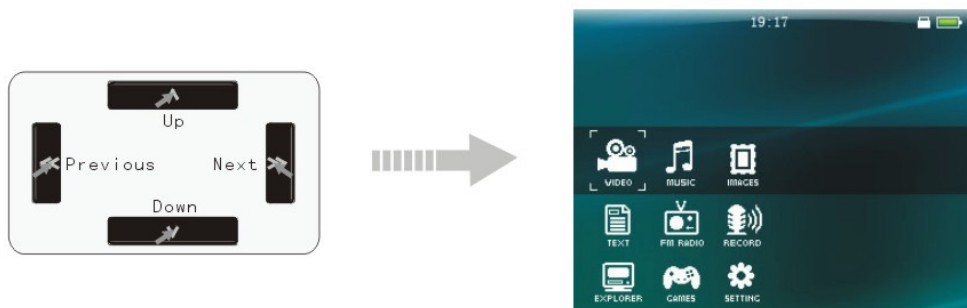 19:17
Up
Previous Next
Down
VIDEO MUSIC IMAGES
TEXT FM RADIO RECORD
EXPLORER GAMES SETTING